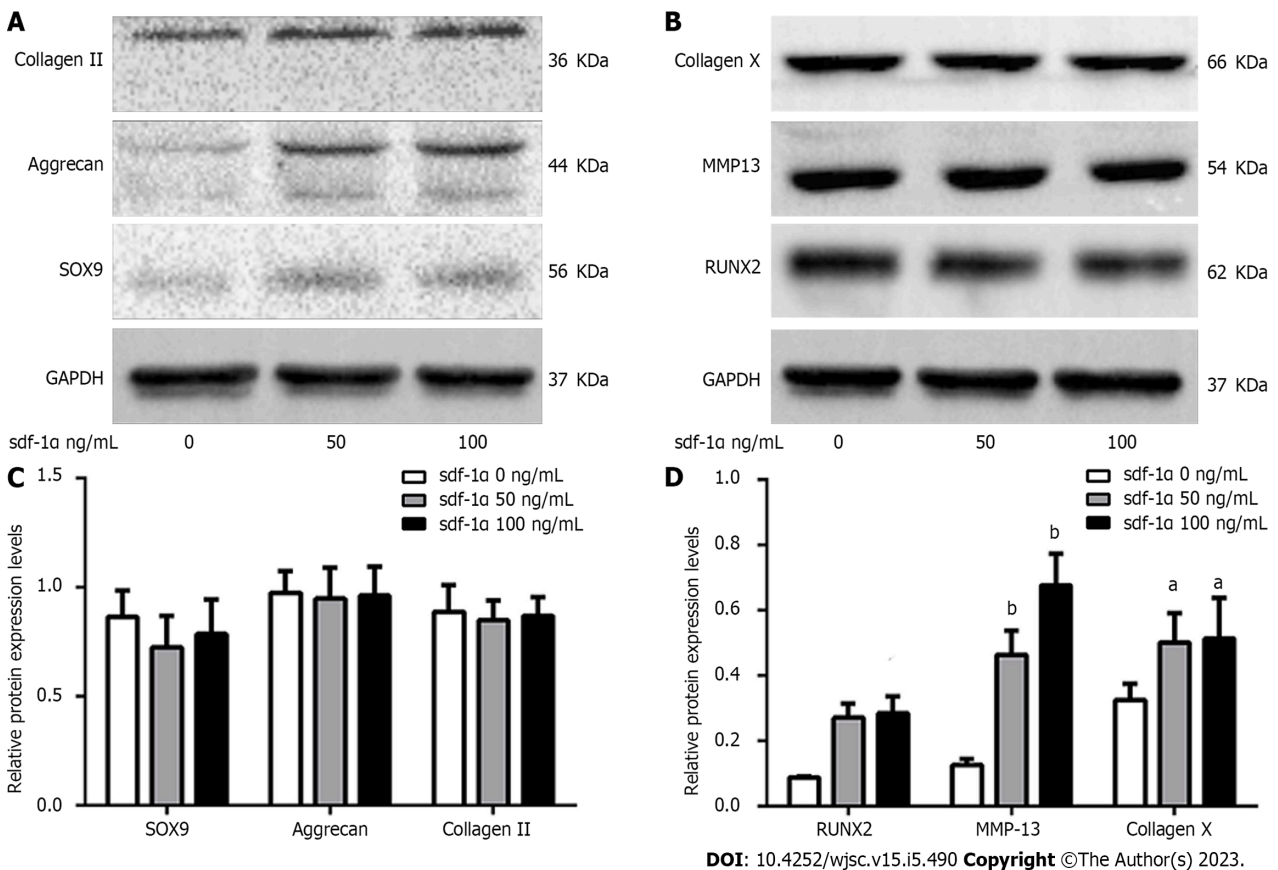 A
Collagen II
36 KDa
Aggrecan
44 KDa
SOX9
56 KDa
GAPDH
37 KDa
sdf-1α ng/mL 0 50 100
B
Collagen X
66 KDa
MMP13
54 KDa
RUNX2
62 KDa
GAPDH
37 KDa
sdf-1α ng/mL 0 50 100
C
sdf-1α 0 ng/mL
sdf-1α 50 ng/mL
sdf-1α 100 ng/mL
Relative protein expression levels
1.5
1.0
0.5
0.0
SOX9 Aggrecan Collagen II
D
sdf-1α 0 ng/mL
sdf-1α 50 ng/mL
sdf-1α 100 ng/mL
Relative protein expression levels
1.0
0.8
0.6
0.4
0.2
0.0
b
b
a
a
RUNX2 MMP-13 Collagen X
DOI: 10.4252/wjsc.v15.i5.490 Copyright ©The Author(s) 2023.